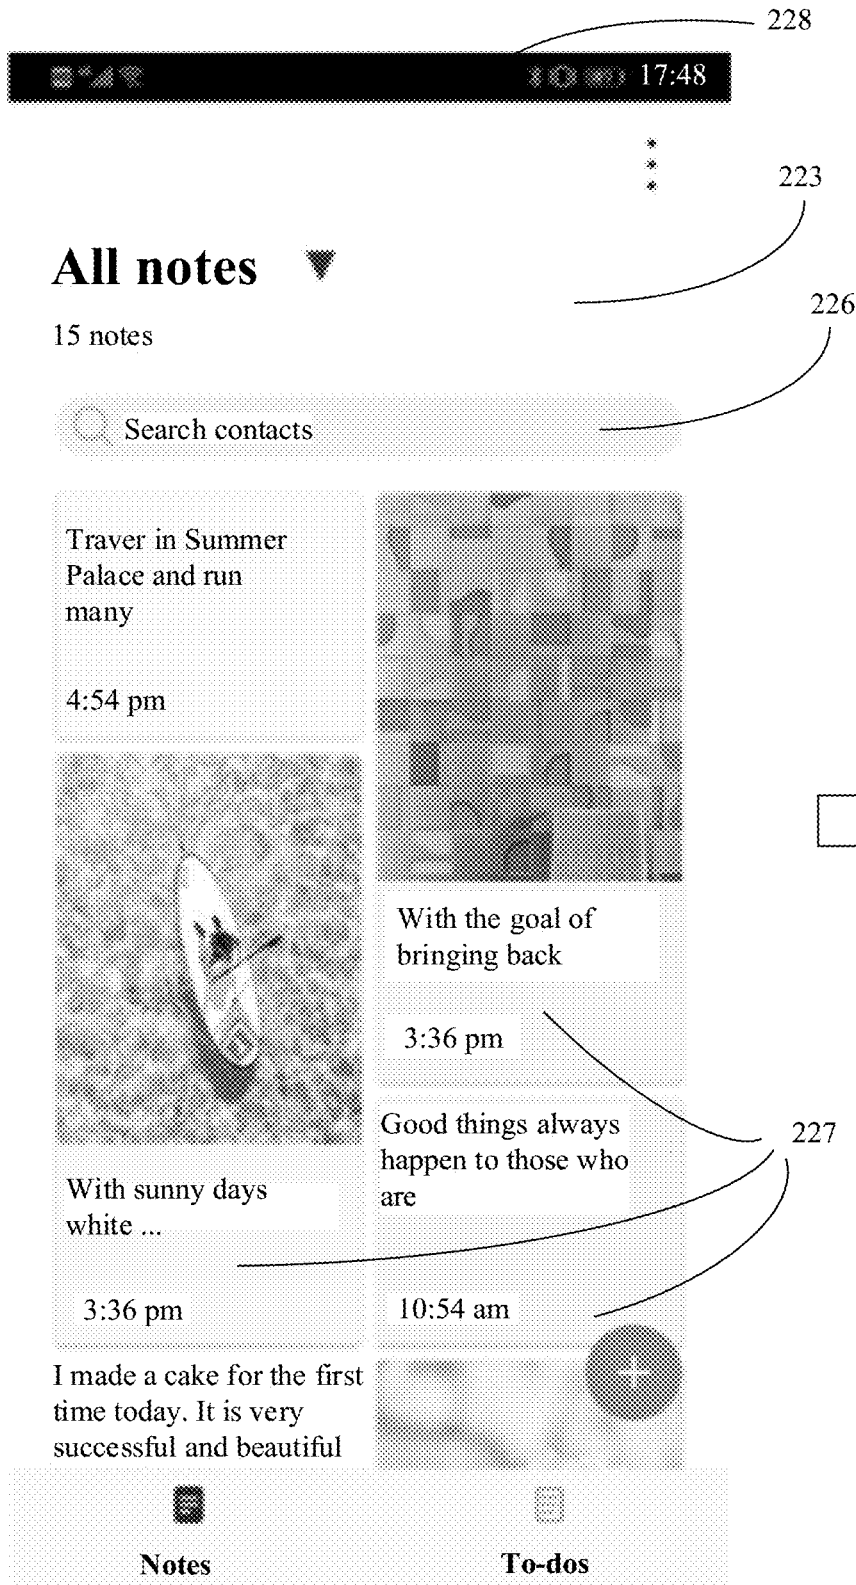 228
17:48
223
All notes
226
15 notes
Search contacts
Traver in Summer
Palace and run
many
4:54 pm
With the goal of
bringing back
3:36 pm
Good things always
happen to those who
are
227
With sunny days
white ...
3:36 pm
10:54 am
I made a cake for the first
time today. It is very
successful and beautiful
Notes
To-dos